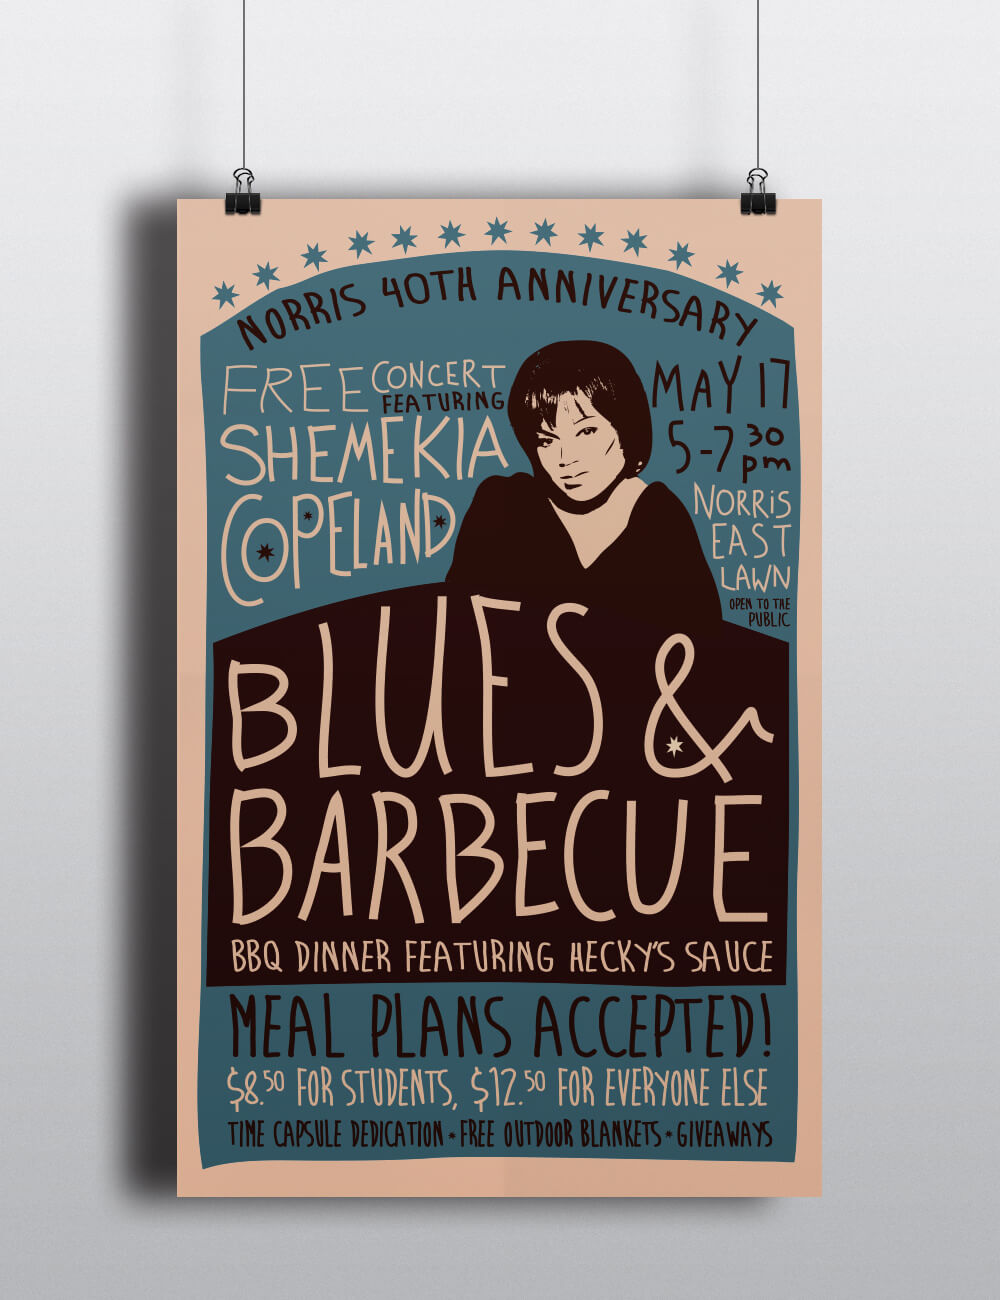 NORRIS 40TH ANNIVERSARY
FREE CONCERT
FEATURING
SHEMEKIA
COPELAND
MAY 17
5-7 30
pm
NORRiS
EAST
LAWN
OPEN TO THE
PUBLIC
BLUES &
BARBECUE
BBQ DINNER FEATURING HECKY'S SAUCE
MEAL PLANS ACCEPTED!
$8.50 FOR STUDENTS, $12.50 FOR EVERYONE ELSE
TIME CAPSULE DEDICATION * FREE OUTDOOR BLANKETS * GIVEAWAYS